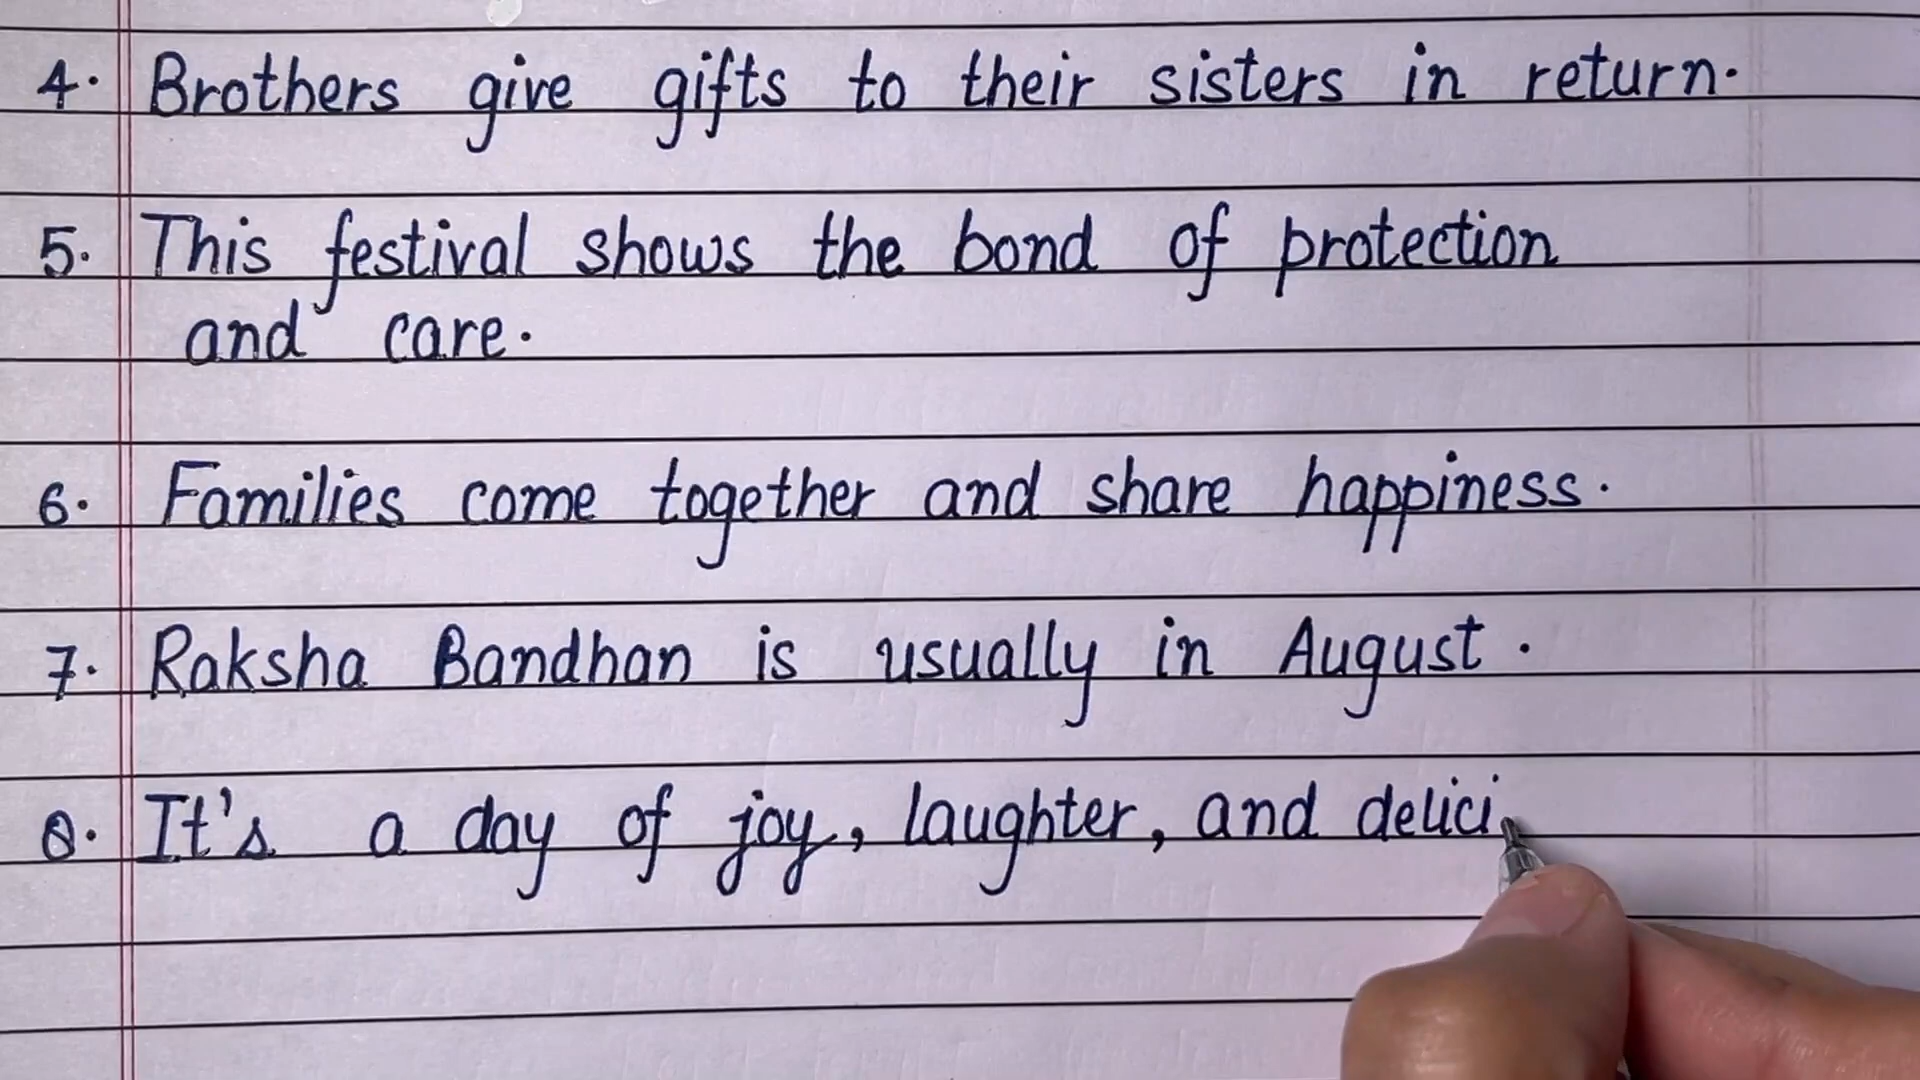 4. Brothers give gifts to their sisters in return.
5. This festival shows the bond of protection
and care.
6. Families come together and share happiness.
7. Raksha Bandhan is usually in August.
8. It's a day of joy, laughter, and delici